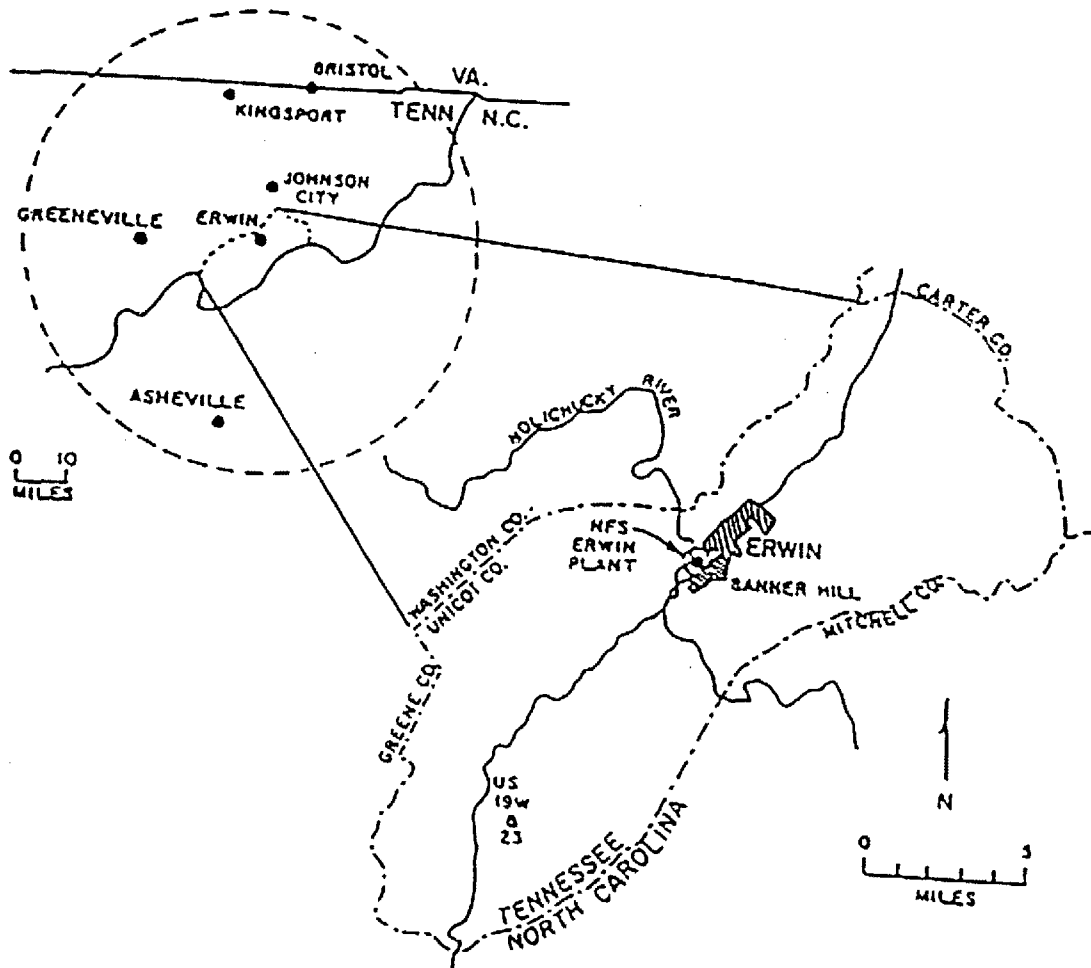 BRISTOL
VA.
KINGSPORT
TENN
N.C.
JOHNSON
CITY
GREENEVILLE
ERWIN
ASHEVILLE
0 10
MILES
CARTER CO.
NOLICHUCKY
RIVER
WASHINGTON CO.
UNICOI CO.
NFS
ERWIN
PLANT
ERWIN
BANNER HILL
MITCHELL CO.
GREENE CO.
US
19W
&
23
TENNESSEE
NORTH CAROLINA
N
0 5
MILES